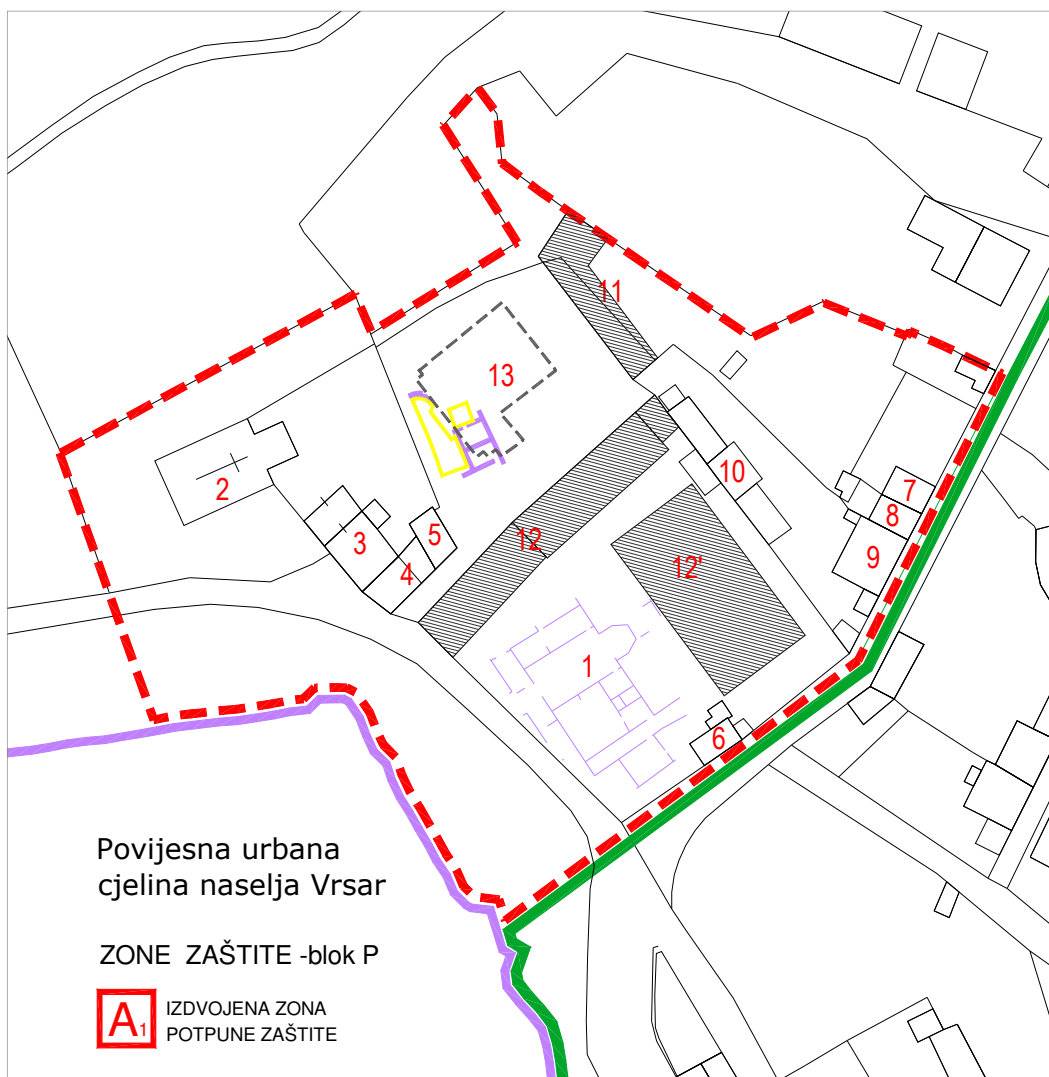 11
13
10
2
7
5
8
3
12
9
4
12'
1
6
Povijesna urbana
cjelina naselja Vrsar
ZONE ZAŠTITE -blok P
A1 IZDVOJENA ZONA
POTPUNE ZAŠTITE